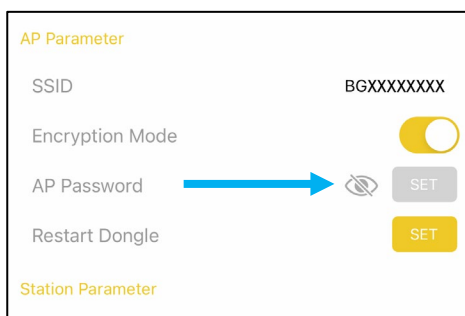 AP Parameter
SSID BGXXXXXXXX
Encryption Mode
AP Password SET
Restart Dongle SET
Station Parameter